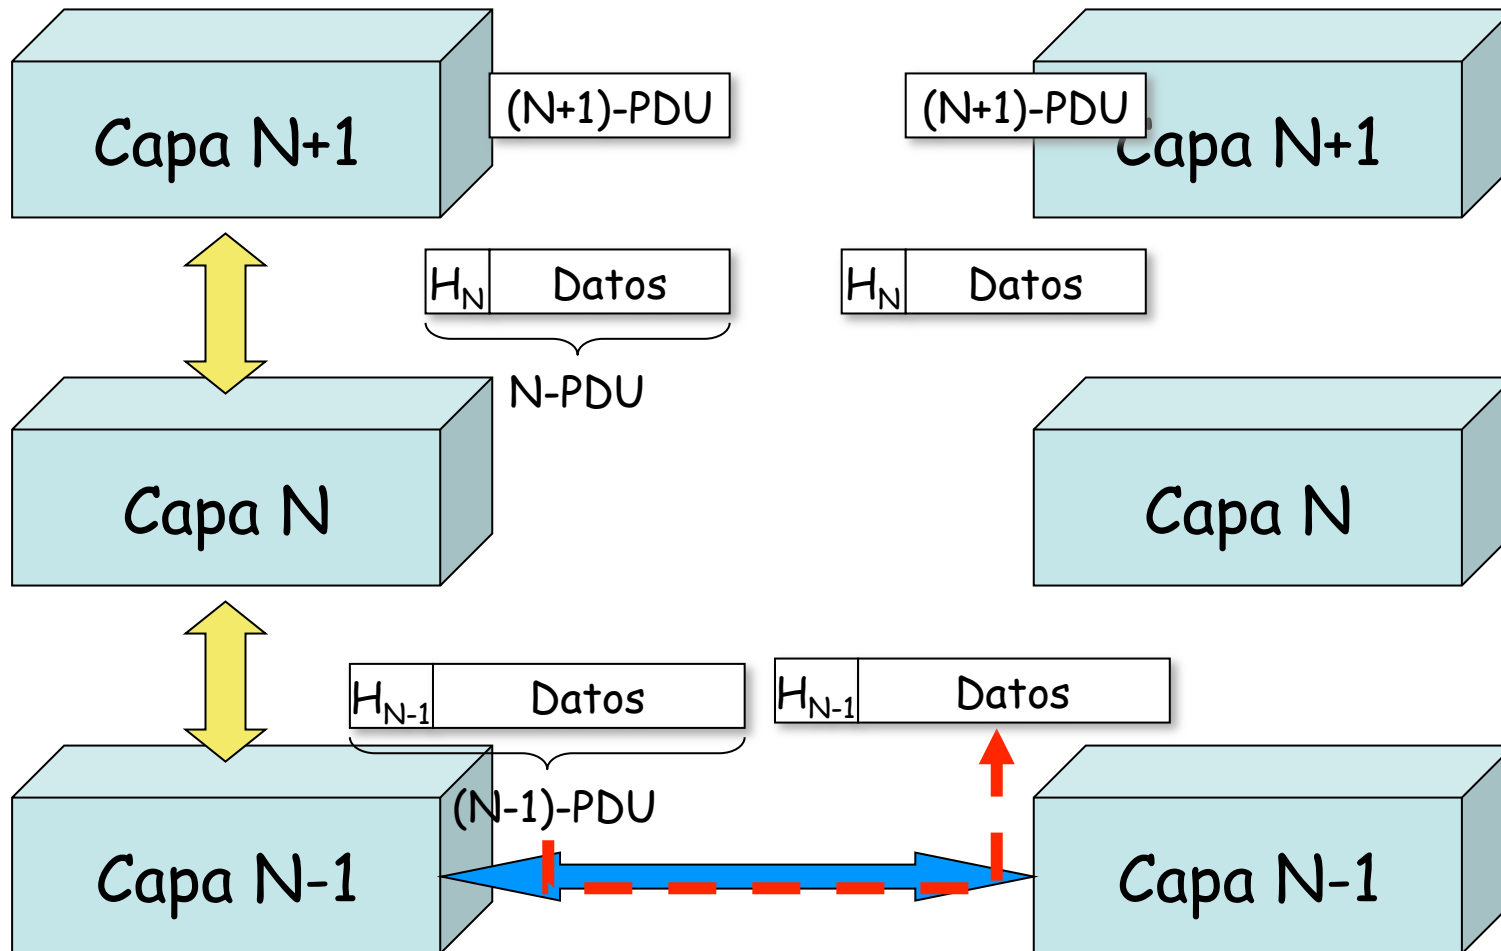 (N+1)-PDU
(N+1)-PDU
Capa N+1
Capa N+1
HN Datos
HN Datos
N-PDU
Capa N
Capa N
HN-1 Datos
HN-1 Datos
(N-1)-PDU
Capa N-1
Capa N-1